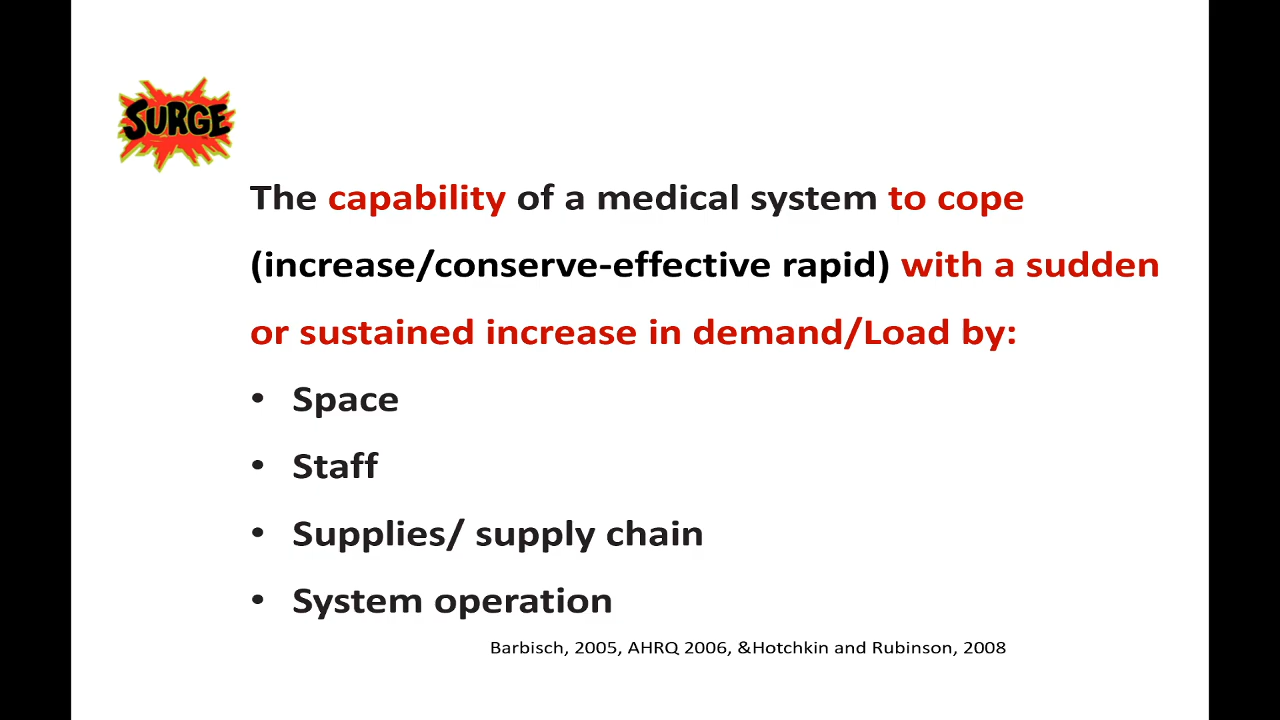 SURGE
The capability of a medical system to cope
(increase/conserve-effective rapid) with a sudden
or sustained increase in demand/Load by:
• Space
• Staff
• Supplies/ supply chain
• System operation
Barbisch, 2005, AHRQ 2006, &Hotchkin and Rubinson, 2008